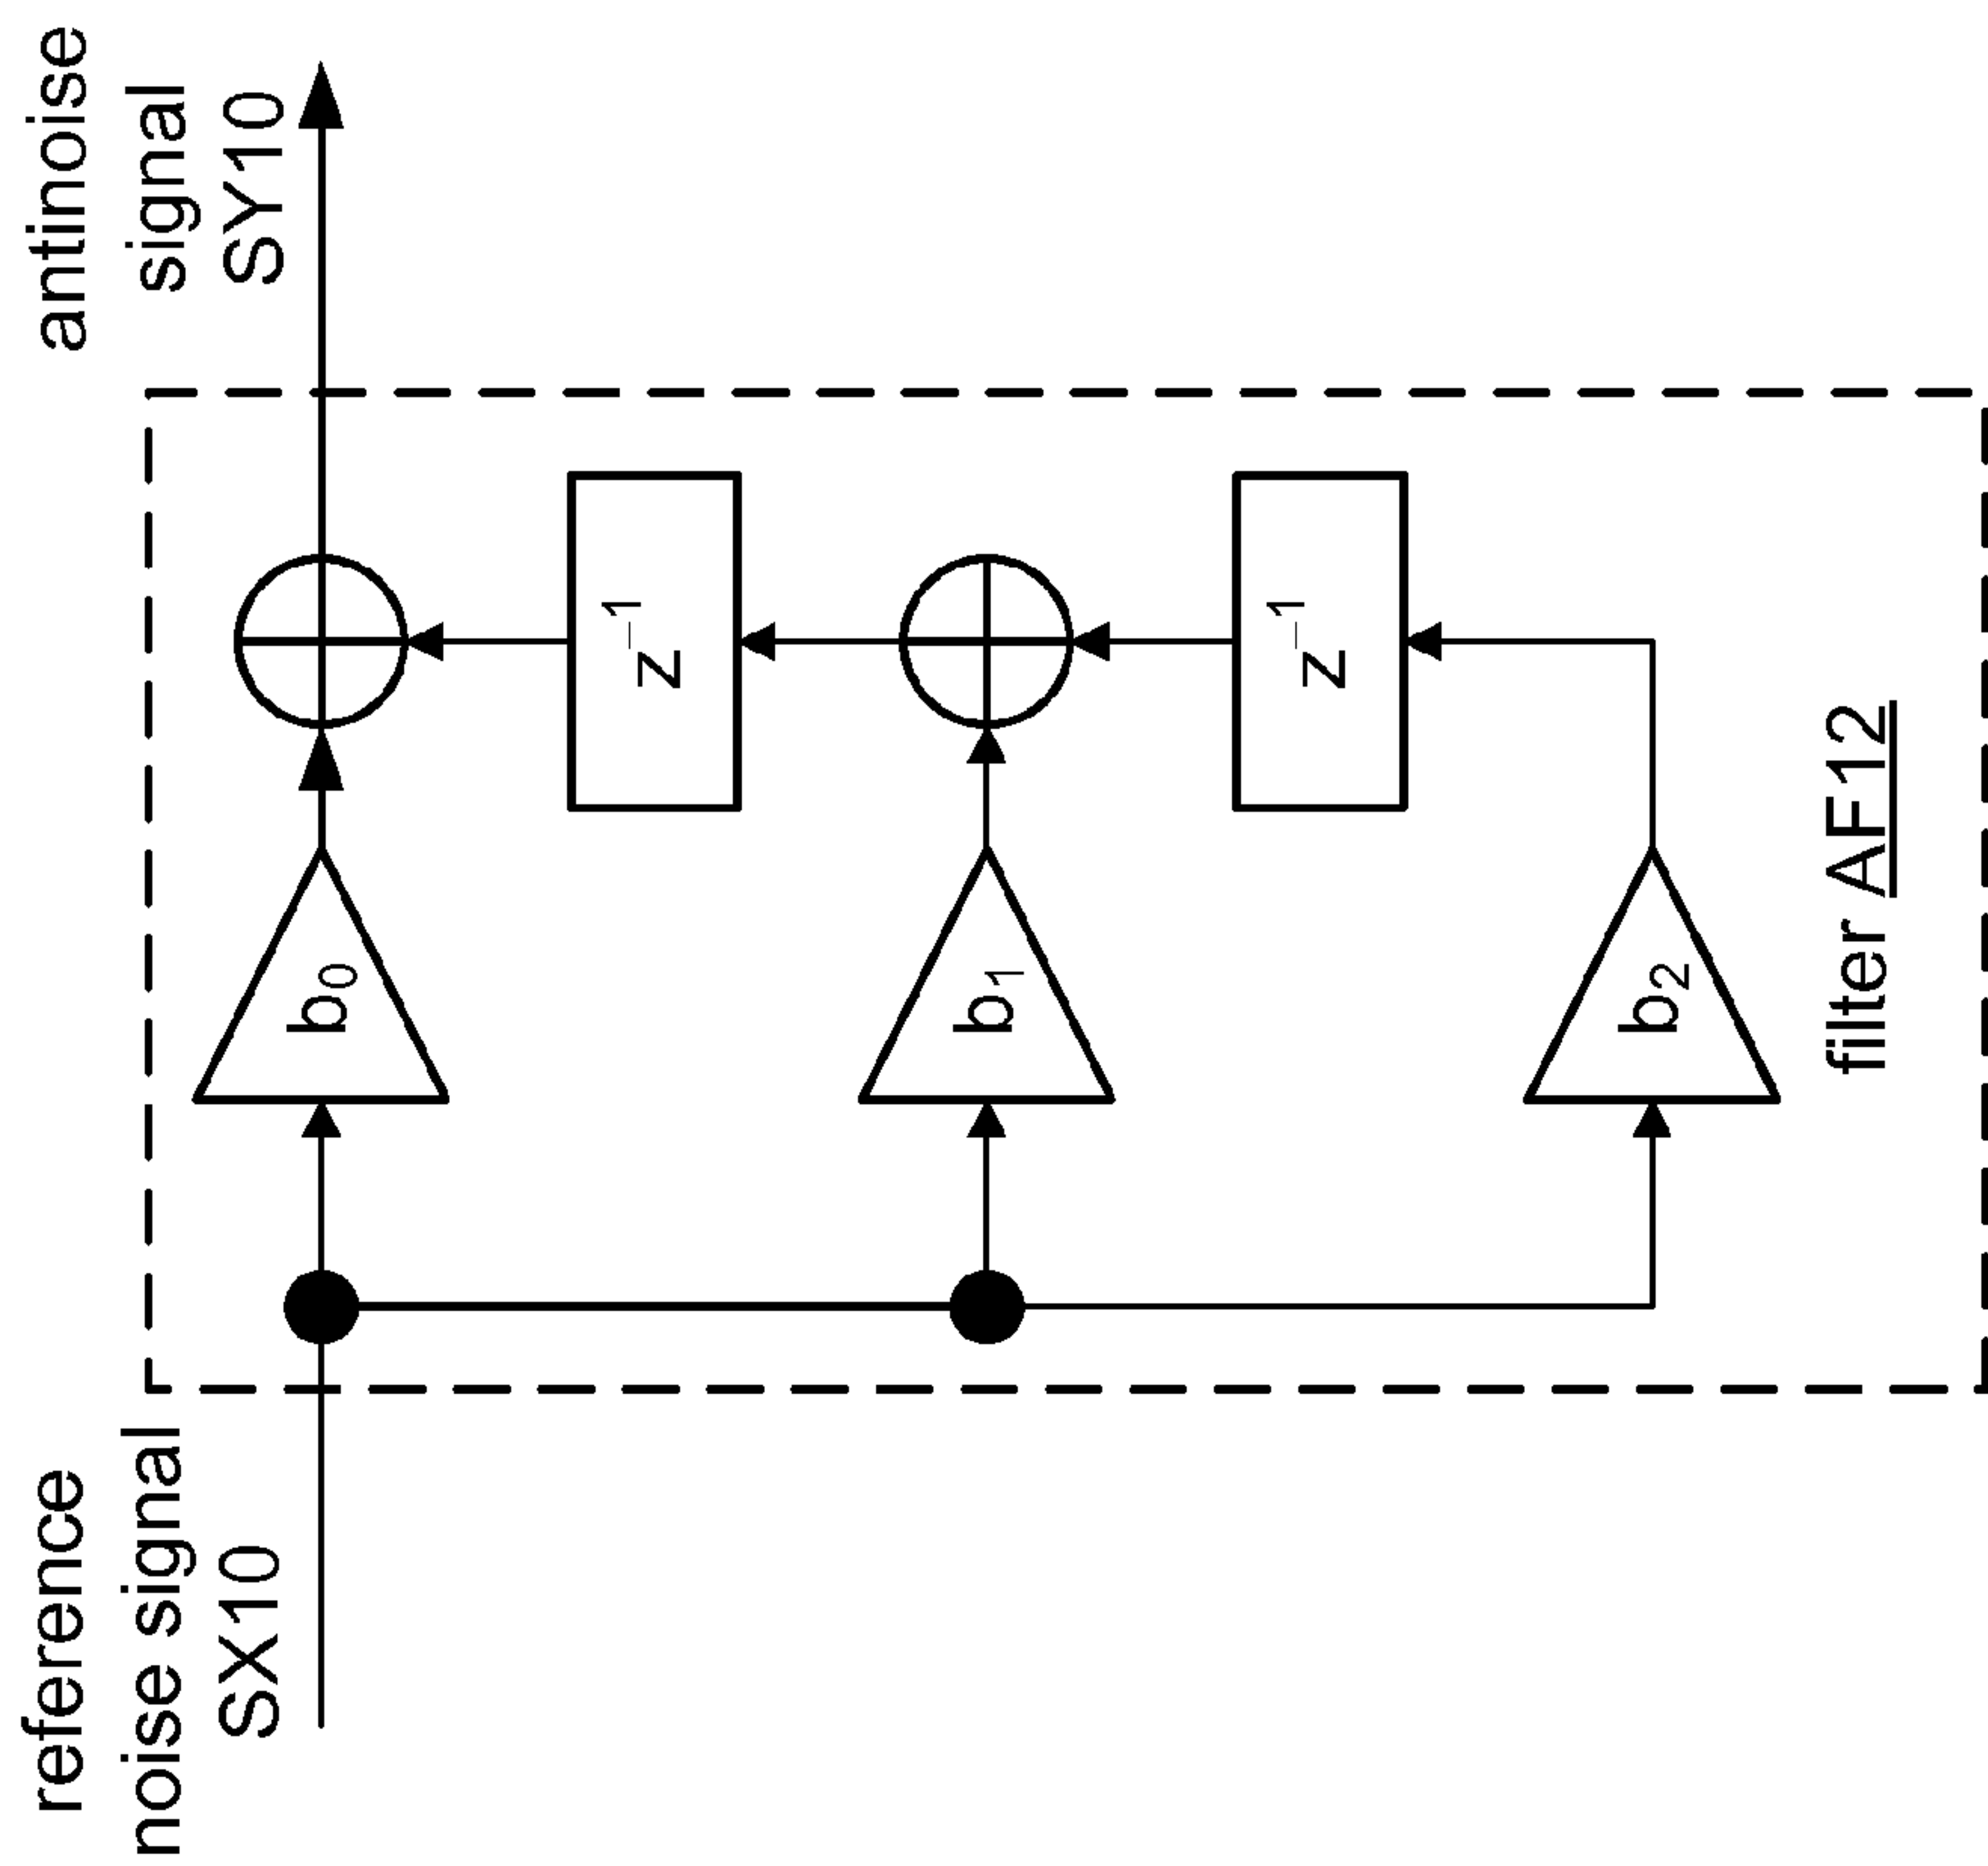 reference
noise signal
SX10
antinoise
signal
SY10
b0
b1
b2
z–1
z–1
filter AF12